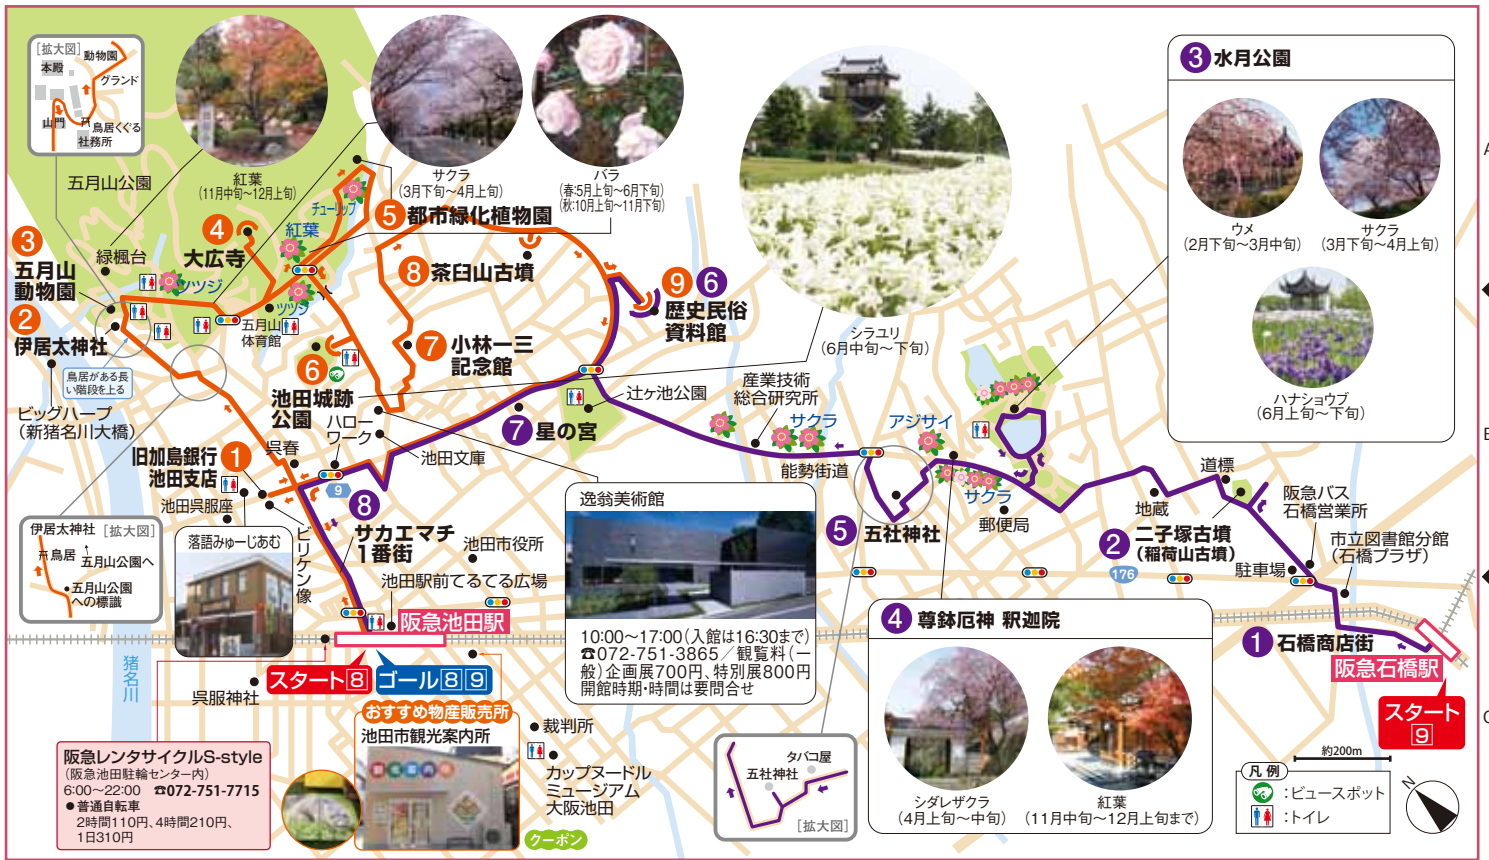 [拡大図]
動物園
本殿
グランド
山門
鳥居くぐる
社務所
五月山公園
紅葉
(11月中旬〜12月上旬)
サクラ
(3月下旬〜4月上旬)
バラ
(春:5月上旬〜6月下旬)
(秋:10月上旬〜11月下旬)
チューリップ
紅葉
5 都市緑化植物園
4
大広寺
3
五月山
動物園
緑楓台
ツツジ
ツツジ
五月山
体育館
2
伊居太神社
鳥居がある長
い階段を上る
ビッグハープ
(新猪名川大橋)
8 茶臼山古墳
9 6
歴史民俗
資料館
7 小林一三
記念館
6
池田城跡
公園
ハロー
ワーク
池田文庫
呉春
旧加島銀行
池田支店
1
池田呉服座
落語みゅーじあむ
ビリケン像
9
8
サカエマチ
1番街
池田市役所
池田駅前てるてる広場
阪急池田駅
スタート8
ゴール89
7 星の宮
辻ヶ池公園
シラユリ
(6月中旬〜下旬)
産業技術
総合研究所
サクラ
能勢街道
アジサイ
サクラ
郵便局
5 五社神社
3 水月公園
ウメ
(2月下旬〜3月中旬)
サクラ
(3月下旬〜4月上旬)
ハナショウブ
(6月上旬〜下旬)
道標
地蔵
2 二子塚古墳
(稲荷山古墳)
176
阪急バス
石橋営業所
市立図書館分館
(石橋プラザ)
駐車場
1 石橋商店街
阪急石橋駅
スタート
9
伊居太神社 [拡大図]
鳥居
五月山公園へ
五月山公園
への標識
猪名川
呉服神社
逸翁美術館
10:00〜17:00(入館は16:30まで)
☎072-751-3865/観覧料(一
般)企画展700円、特別展800円
開館時期・時間は要問合せ
4 尊鉢厄神 釈迦院
シダレザクラ
(4月上旬〜中旬)
紅葉
(11月中旬〜12月上旬まで)
おすすめ物産販売所
池田市観光案内所
クーポン
裁判所
カップヌードル
ミュージアム
大阪池田
阪急レンタサイクルS-style
(阪急池田駐輪センター内)
6:00〜22:00 ☎072-751-7715
●普通自転車
2時間110円、4時間210円、
1日310円
タバコ屋
五社神社
[拡大図]
約200m
凡例
:ビュースポット
:トイレ
N
A
B
C